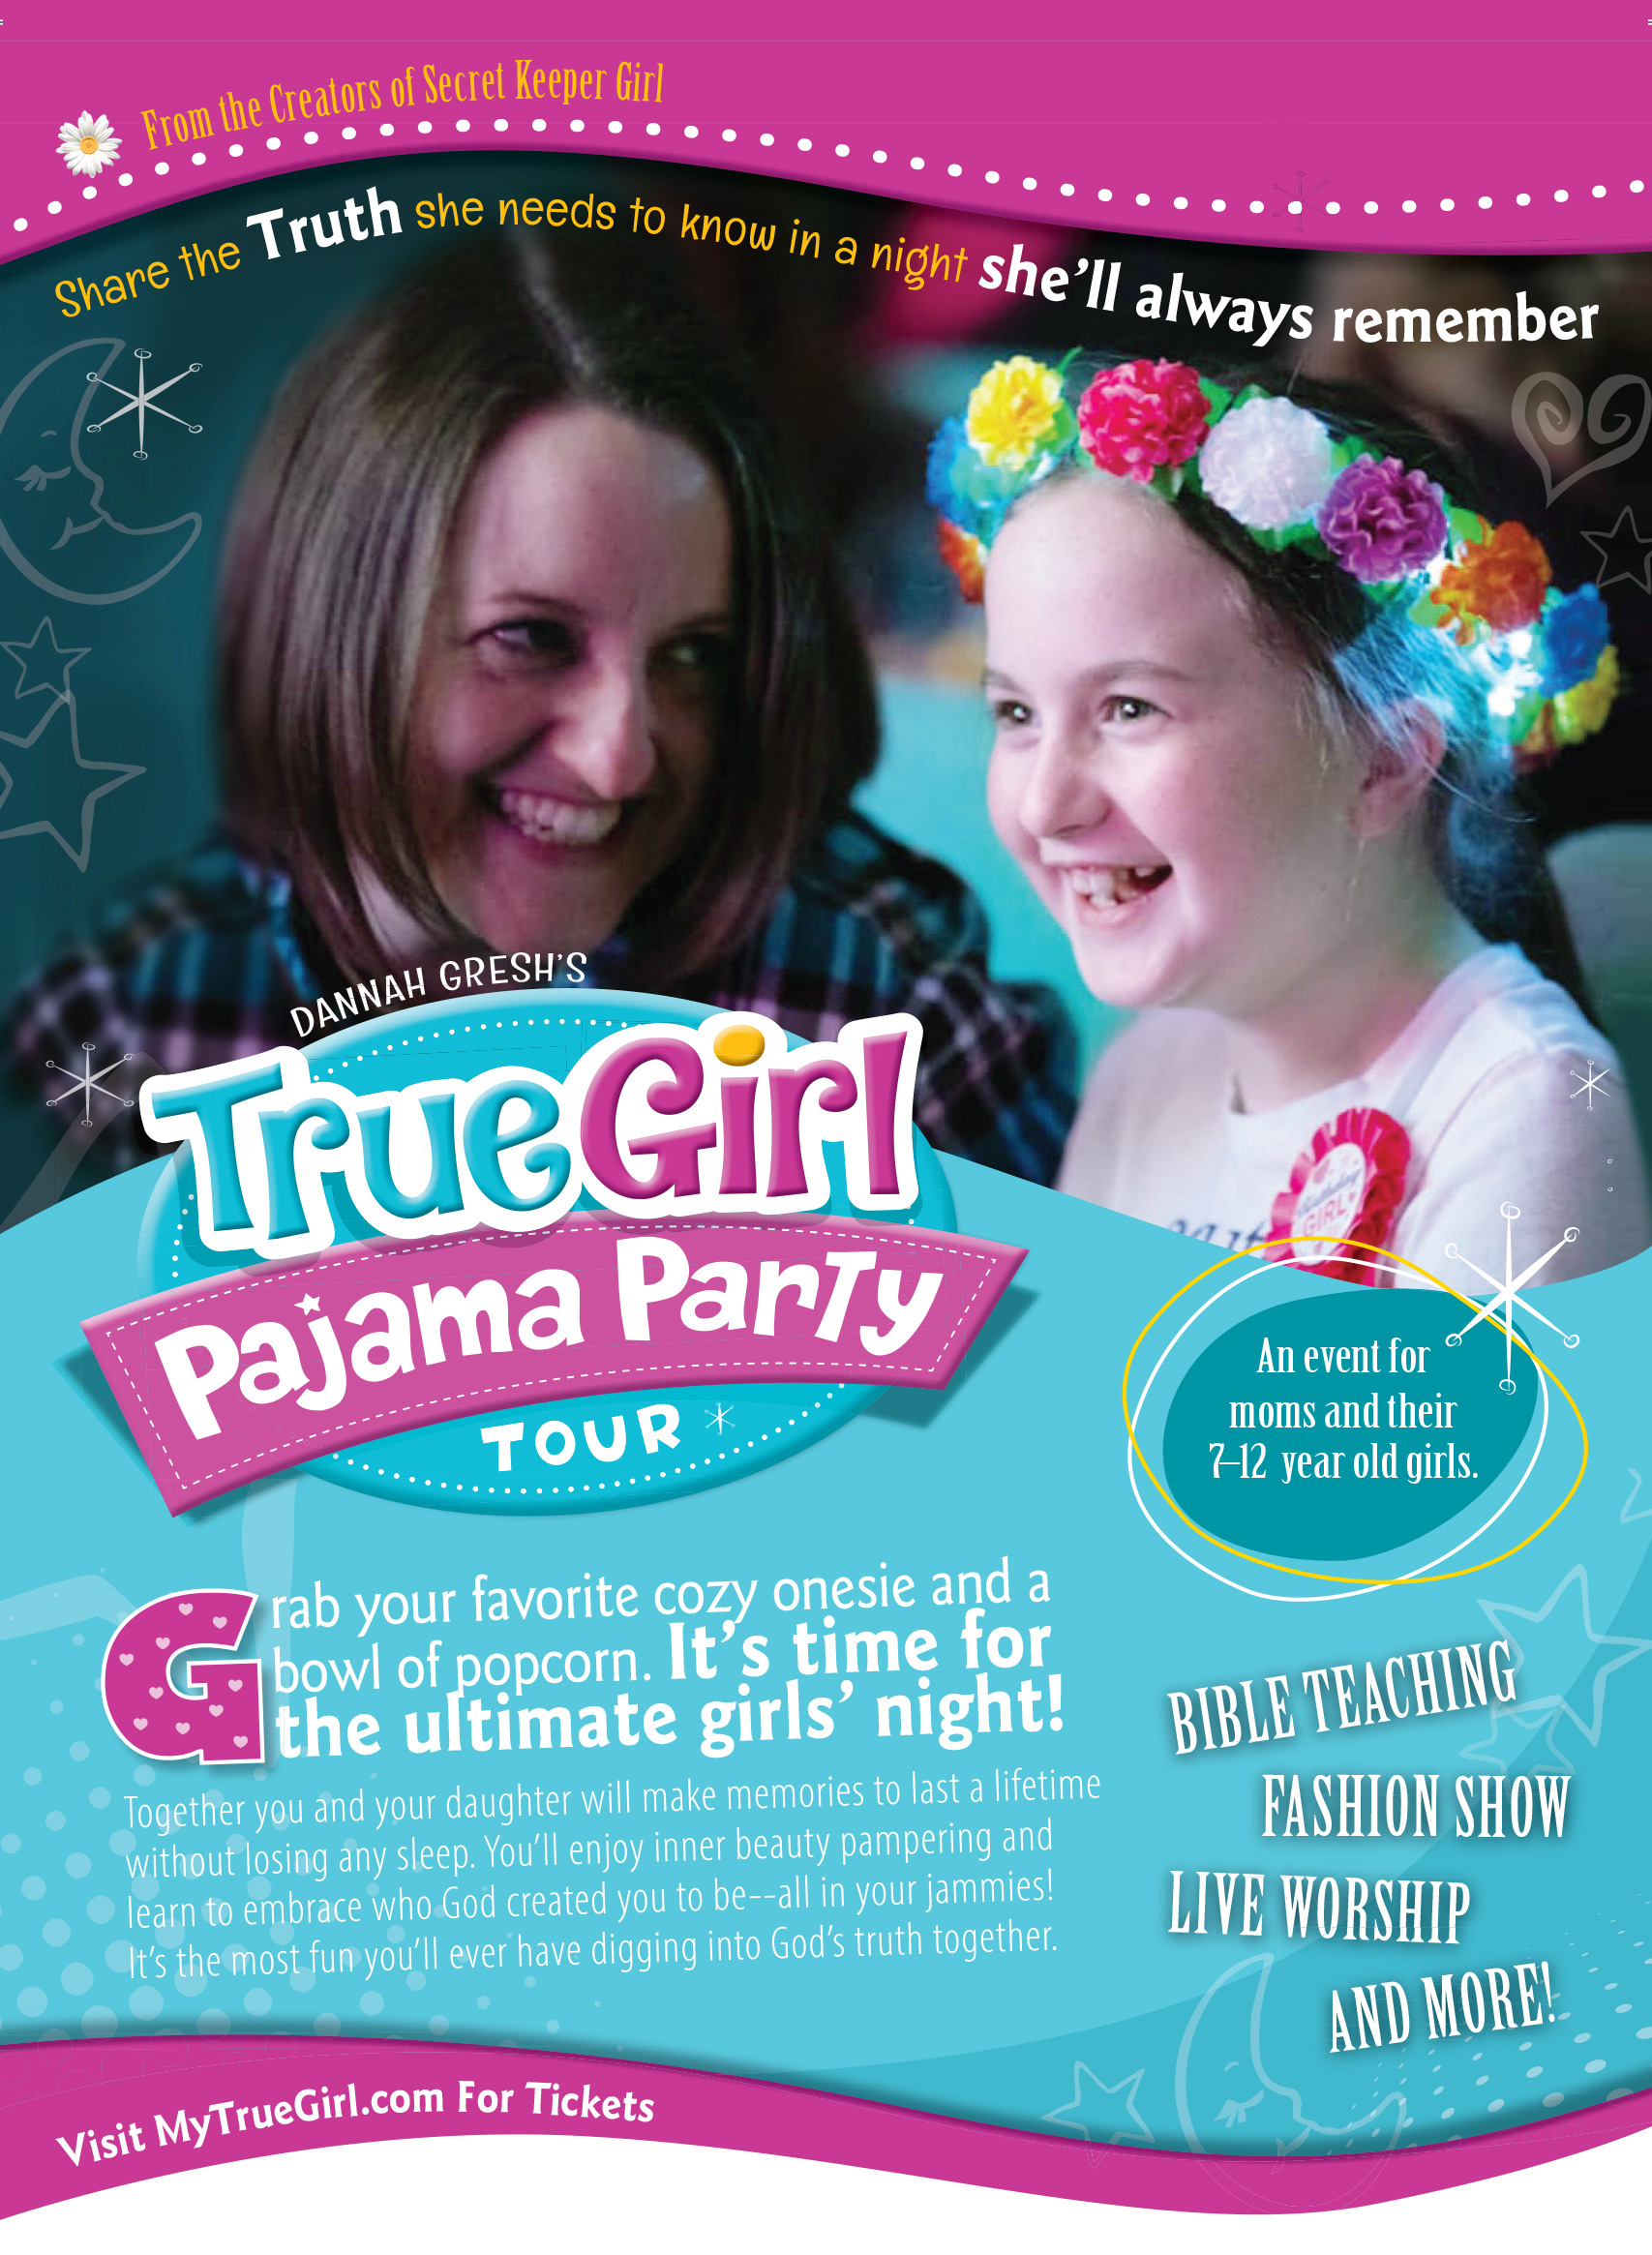 From the Creators of Secret Keeper Girl
Share the Truth she needs to know in a night she'll always remember
DANNAH GRESH'S
TrueGirl
Pajama Party
TOUR
Birthday
GIRL
An event for
moms and their
7–12 year old girls.
Grab your favorite cozy onesie and a
bowl of popcorn. It's time for
the ultimate girls' night!
Together you and your daughter will make memories to last a lifetime
without losing any sleep. You'll enjoy inner beauty pampering and
learn to embrace who God created you to be--all in your jammies!
It's the most fun you'll ever have digging into God's truth together.
BIBLE TEACHING
FASHION SHOW
LIVE WORSHIP
AND MORE!
Visit MyTrueGirl.com For Tickets